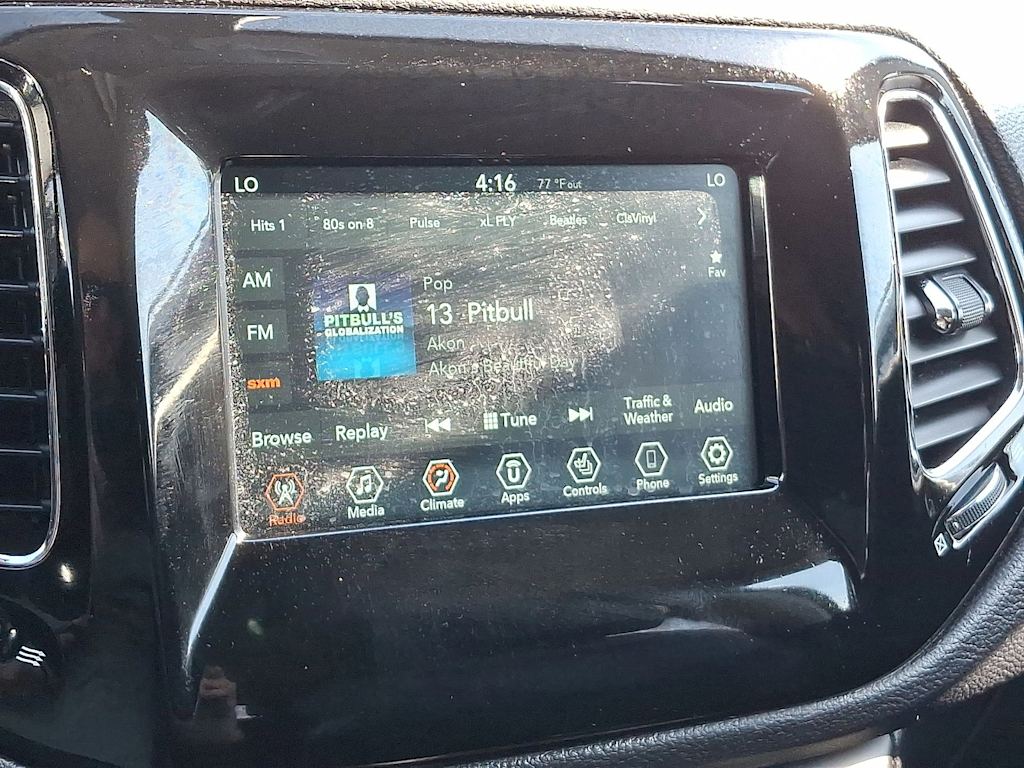 LO 4:16 77 °F out LO
Hits 1 80s on 8 Pulse xL FLY Beatles ClsVinyl
Fav
AM
FM
sxm
PITBULL'S
GLOBALIZATION
Pop
13 Pitbull
Akon
Akon's Beautiful Day
Browse Replay Tune Traffic &
Weather Audio
Radio Media Climate Apps Controls Phone Settings